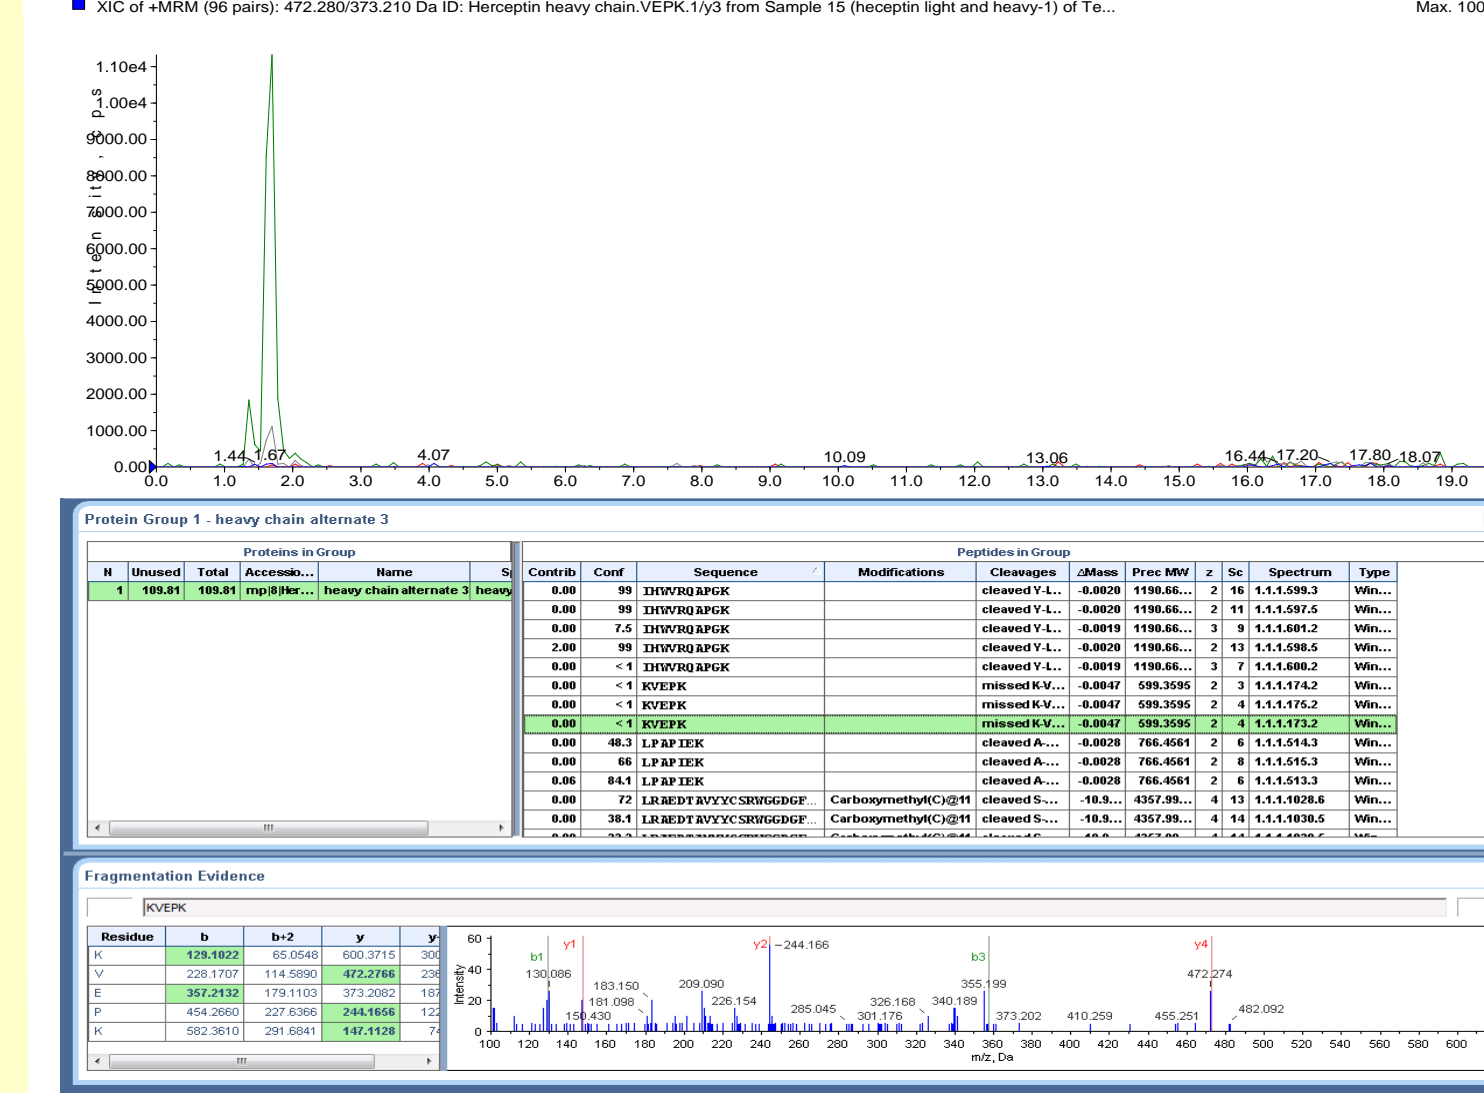 XIC of +MRM (96 pairs): 472.280/373.210 Da ID: Herceptin heavy chain.VEPK.1/y3 from Sample 15 (heceptin light and heavy-1) of Te...
Max. 100
Intensity, cps
1.10e4
1.00e4
9000.00
8000.00
7000.00
6000.00
5000.00
4000.00
3000.00
2000.00
1000.00
0.00
1.44 1.67 4.07 10.09 13.06 16.44 17.20 17.80 18.07
0.0 1.0 2.0 3.0 4.0 5.0 6.0 7.0 8.0 9.0 10.0 11.0 12.0 13.0 14.0 15.0 16.0 17.0 18.0 19.0
Protein Group 1 - heavy chain alternate 3
Proteins in Group
N Unused Total Accessio... Name Sp
1 109.81 109.81 rnp|8|Her... heavy chain alternate 3 heavy
Peptides in Group
Contrib Conf Sequence Modifications Cleavages ΔMass Prec MW z Sc Spectrum Type
0.00 99 IHWVRQAPGK cleaved Y-I... -0.0020 1190.66... 2 16 1.1.1.599.3 Win...
0.00 99 IHWVRQAPGK cleaved Y-I... -0.0020 1190.66... 2 11 1.1.1.597.5 Win...
0.00 7.5 IHWVRQAPGK cleaved Y-I... -0.0019 1190.66... 3 9 1.1.1.601.2 Win...
2.00 99 IHWVRQAPGK cleaved Y-I... -0.0020 1190.66... 2 13 1.1.1.598.5 Win...
0.00 < 1 IHWVRQAPGK cleaved Y-I... -0.0019 1190.66... 3 7 1.1.1.600.2 Win...
0.00 < 1 KVEPK missed K-V... -0.0047 599.3595 2 3 1.1.1.174.2 Win...
0.00 < 1 KVEPK missed K-V... -0.0047 599.3595 2 4 1.1.1.175.2 Win...
0.00 < 1 KVEPK missed K-V... -0.0047 599.3595 2 4 1.1.1.173.2 Win...
0.00 48.3 LPAPIEK cleaved A-... -0.0028 766.4561 2 6 1.1.1.514.3 Win...
0.00 66 LPAPIEK cleaved A-... -0.0028 766.4561 2 8 1.1.1.515.3 Win...
0.06 84.1 LPAPIEK cleaved A-... -0.0028 766.4561 2 6 1.1.1.513.3 Win...
0.00 72 LRAEDTAVYYCSRWGGDGF... Carboxymethyl(C)@11 cleaved S-... -10.9... 4357.99... 4 13 1.1.1.1028.6 Win...
0.00 38.1 LRAEDTAVYYCSRWGGDGF... Carboxymethyl(C)@11 cleaved S-... -10.9... 4357.99... 4 14 1.1.1.1030.5 Win...
Fragmentation Evidence
KVEPK
Residue b b+2 y y+
K 129.1022 65.0548 600.3715 300
V 228.1707 114.5890 472.2766 236
E 357.2132 179.1103 373.2082 187
P 454.2660 227.6366 244.1656 122
K 582.3610 291.6841 147.1128 74
Intensity
60
40
20
0
b1 y1 y2 b3 y4
244.166
130.086 183.150 209.090 355.199 472.274
181.098 226.154 285.045 326.168 340.189 482.092
150.430 301.176 373.202 410.259 455.251
100 120 140 160 180 200 220 240 260 280 300 320 340 360 380 400 420 440 460 480 500 520 540 560 580 600
m/z, Da